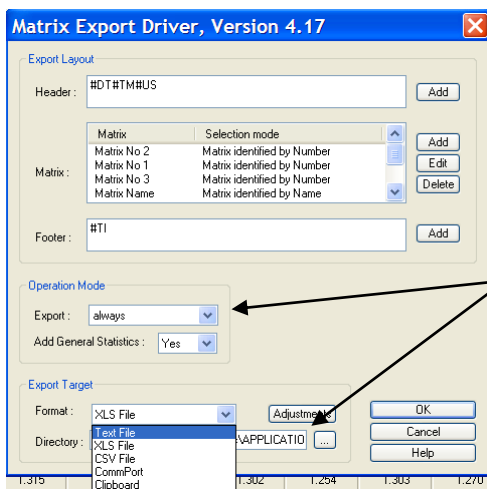 Matrix Export Driver, Version 4.17
Export Layout
Header :
#DT#TM#US
Add
Matrix :
Matrix Selection mode
Matrix No 2 Matrix identified by Number
Matrix No 1 Matrix identified by Number
Matrix No 3 Matrix identified by Number
Matrix Name Matrix identified by Name
Add
Edit
Delete
Footer :
#TI
Add
Operation Mode
Export : always
Add General Statistics : Yes
Export Target
Format : XLS File
Adjustments
Directory : \APPLICATIO ...
Text File
XLS File
CSV File
CommPort
Clipboard
OK
Cancel
Help
1.315 1.302 1.254 1.303 1.270